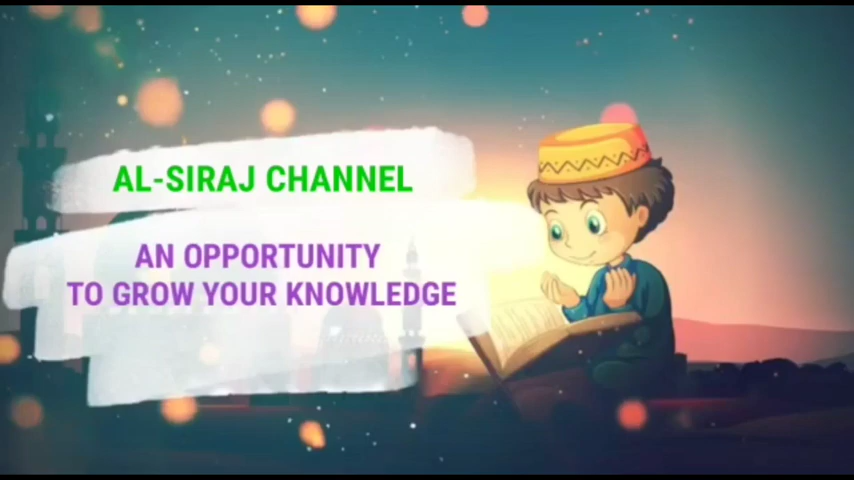 AL-SIRAJ CHANNEL
AN OPPORTUNITY
TO GROW YOUR KNOWLEDGE